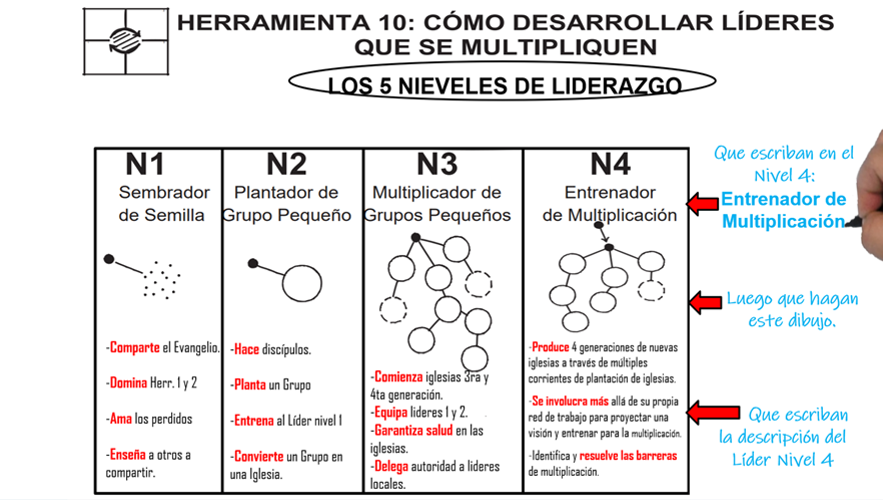 HERRAMIENTA 10: CÓMO DESARROLLAR LÍDERES
QUE SE MULTIPLIQUEN
LOS 5 NIEVELES DE LIDERAZGO
N1
Sembrador
de Semilla
-Comparte el Evangelio.
-Domina Herr. 1 y 2
-Ama los perdidos
-Enseña a otros a
compartir.
N2
Plantador de
Grupo Pequeño
-Hace discípulos.
-Planta un Grupo
-Entrena al Líder nivel 1
-Convierte un Grupo en
una Iglesia.
N3
Multiplicador de
Grupos Pequeños
-Comienza iglesias 3ra y
4ta generación.
-Equipa lideres 1 y 2.
-Garantiza salud en las
iglesias.
-Delega autoridad a lideres
locales.
N4
Entrenador
de Multiplicación
-Produce 4 generaciones de nuevas
iglesias a través de múltiples
corrientes de plantación de iglesias.
-Se involucra más allá de su propia
red de trabajo para proyectar una
visión y entrenar para la multiplicación.
-Identifica y resuelve las barreras
de multiplicación.
Que escriban en el
Nivel 4:
Entrenador de
Multiplicación
Luego que hagan
este dibujo.
Que escriban
la descripción del
Líder Nivel 4